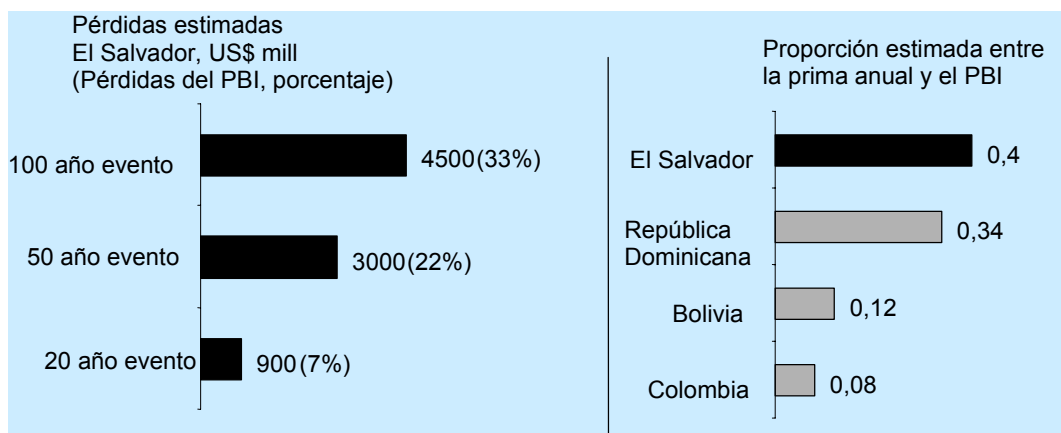 Pérdidas estimadas
El Salvador, US$ mill
(Pérdidas del PBI, porcentaje)
100 año evento
4500(33%)
50 año evento
3000(22%)
20 año evento
900(7%)
Proporción estimada entre
la prima anual y el PBI
El Salvador
0,4
República
Dominicana
0,34
Bolivia
0,12
Colombia
0,08